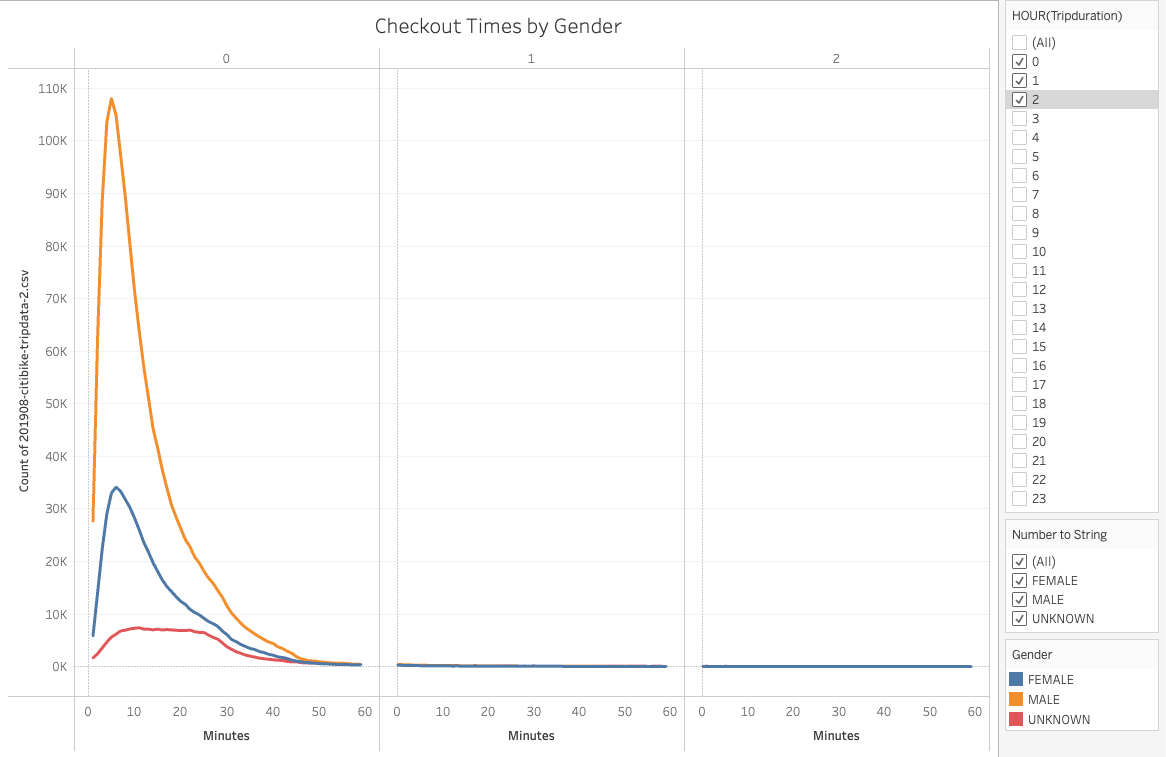 Checkout Times by Gender
0 1 2
110K
100K
90K
80K
70K
60K
50K
40K
30K
20K
10K
0K
Count of 201908-citibike-tripdata-2.csv
0 10 20 30 40 50 60 0 10 20 30 40 50 60 0 10 20 30 40 50 60
Minutes Minutes Minutes
HOUR(Tripduration)
(All)
0
1
2
3
4
5
6
7
8
9
10
11
12
13
14
15
16
17
18
19
20
21
22
23
Number to String
(All)
FEMALE
MALE
UNKNOWN
Gender
FEMALE
MALE
UNKNOWN